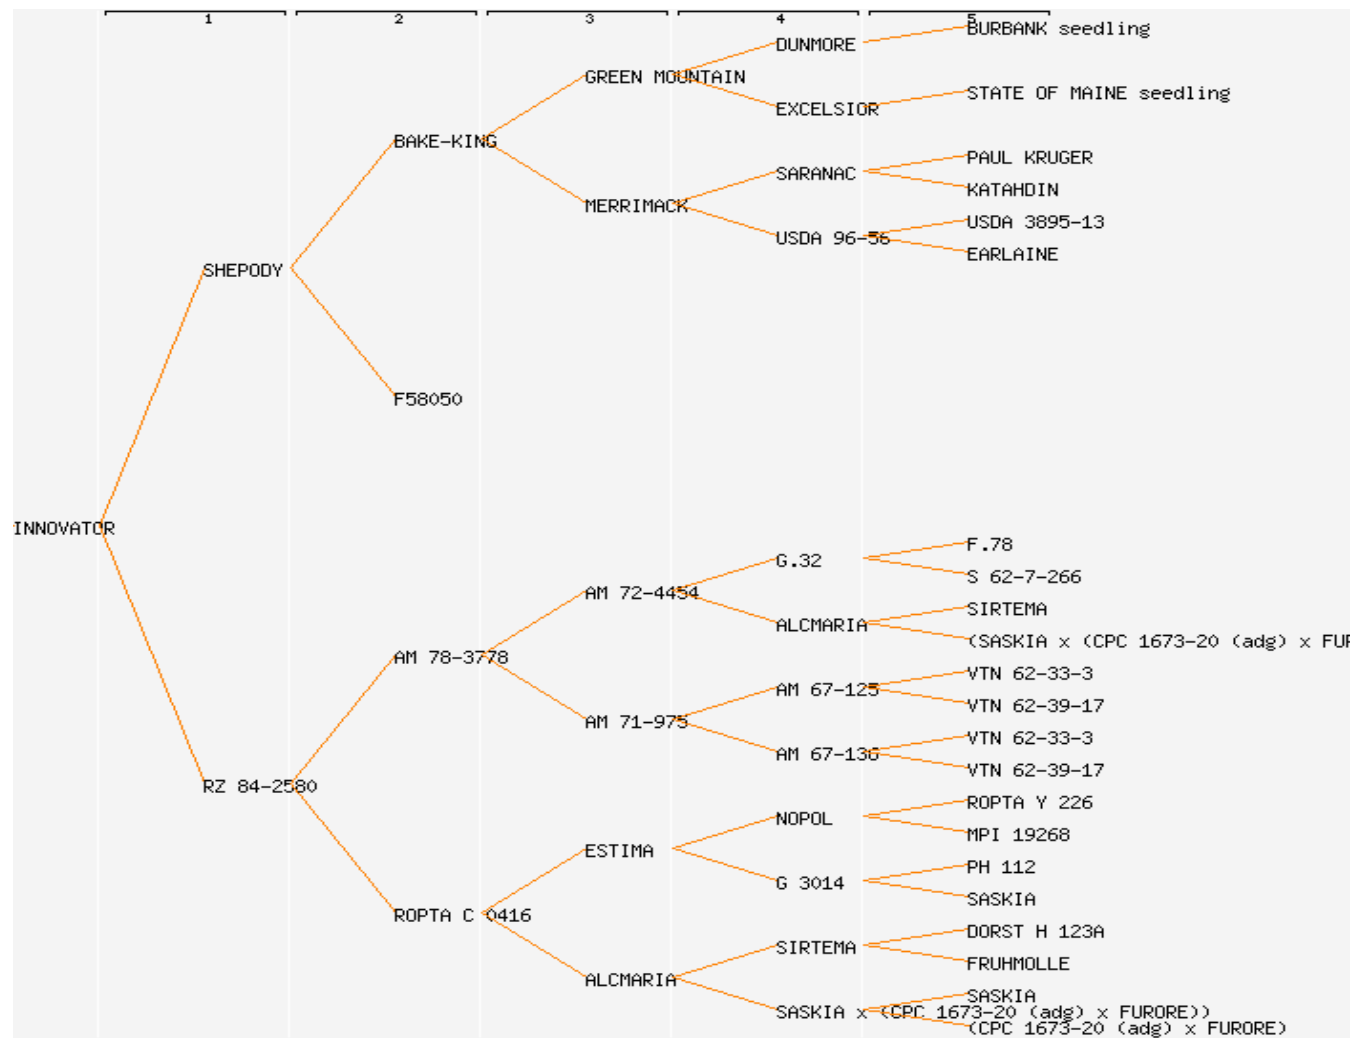 1 2 3 4 5
BURBANK seedling
DUNMORE
GREEN MOUNTAIN
STATE OF MAINE seedling
EXCELSIOR
BAKE-KING
PAUL KRUGER
SARANAC
KATAHDIN
MERRIMACK
USDA 3895-13
USDA 96-56
EARLAINE
SHEPODY
F58050
INNOVATOR
F.78
G.32
S 62-7-266
AM 72-4454
SIRTEMA
ALCMARIA
(SASKIA x (CPC 1673-20 (adg) x FUR
AM 78-3778
VTN 62-33-3
AM 67-125
VTN 62-39-17
AM 71-975
VTN 62-33-3
AM 67-136
VTN 62-39-17
RZ 84-2580
ROPTA Y 226
NOPOL
MPI 19268
ESTIMA
PH 112
G 3014
SASKIA
ROPTA C 0416
DORST H 123A
SIRTEMA
FRUHMOLLE
ALCMARIA
SASKIA
SASKIA x (CPC 1673-20 (adg) x FURORE))
(CPC 1673-20 (adg) x FURORE)